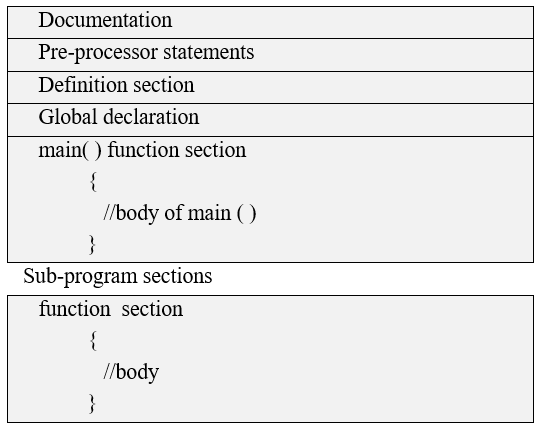 Documentation
Pre-processor statements
Definition section
Global declaration
main( ) function section
{
//body of main ( )
}
Sub-program sections
function  section
{
//body
}